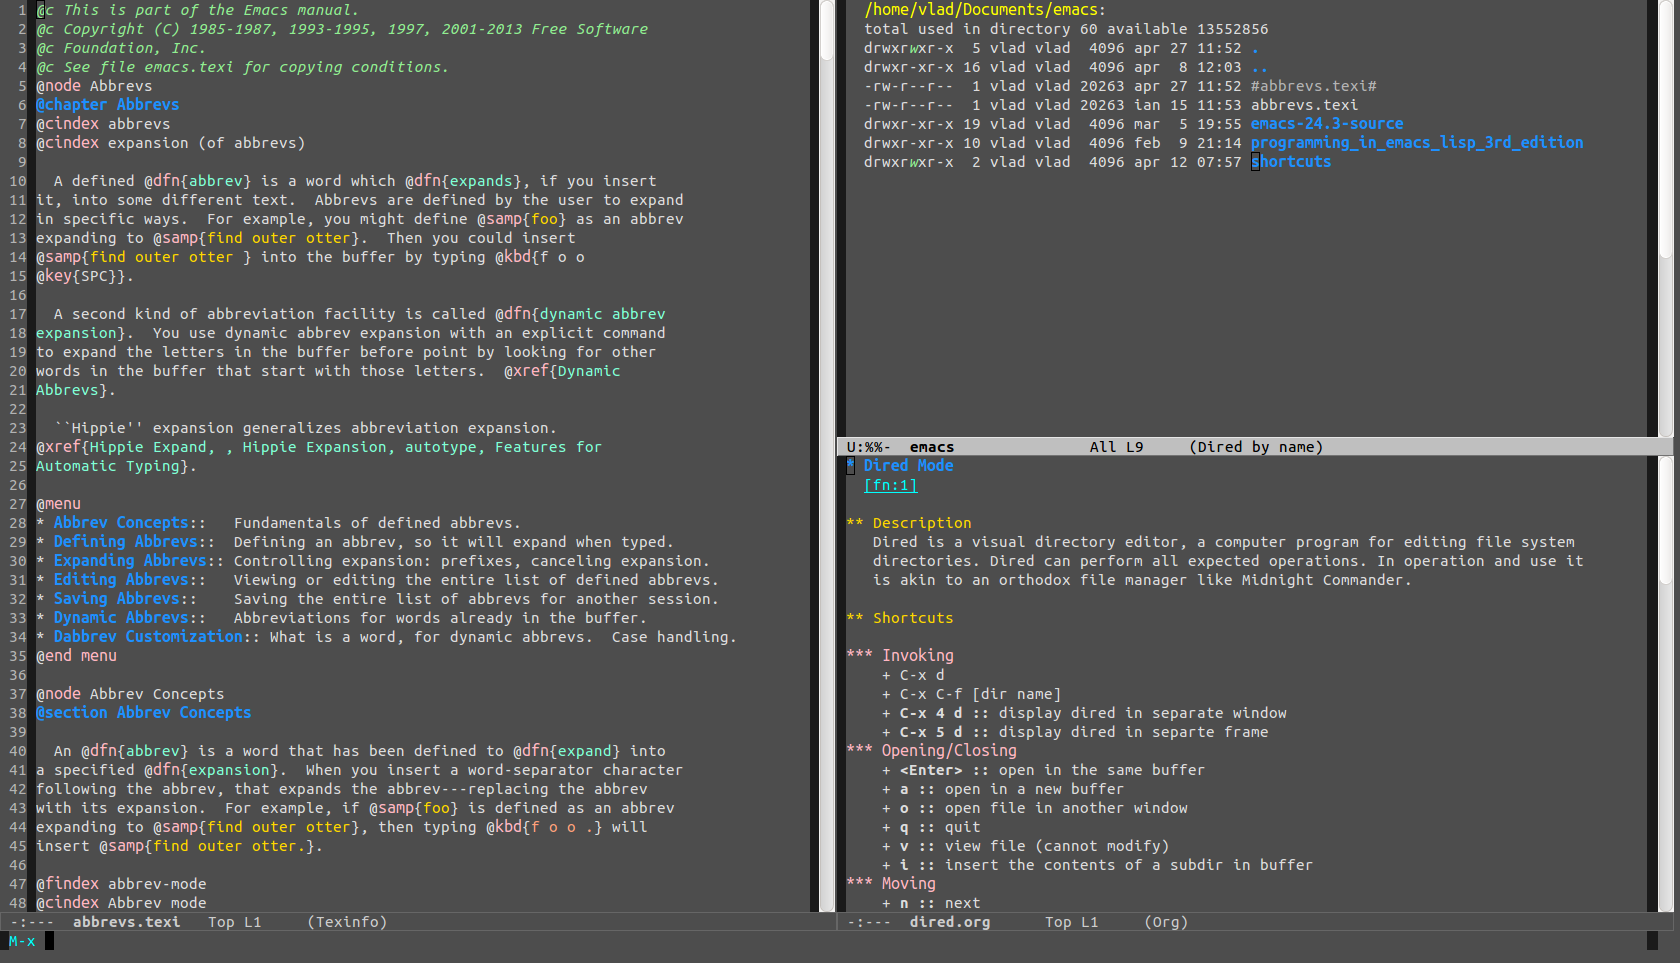 1 @c This is part of the Emacs manual.
2 @c Copyright (C) 1985-1987, 1993-1995, 1997, 2001-2013 Free Software
3 @c Foundation, Inc.
4 @c See file emacs.texi for copying conditions.
5 @node Abbrevs
6 @chapter Abbrevs
7 @cindex abbrevs
8 @cindex expansion (of abbrevs)
9
10   A defined @dfn{abbrev} is a word which @dfn{expands}, if you insert
11 it, into some different text.  Abbrevs are defined by the user to expand
12 in specific ways.  For example, you might define @samp{foo} as an abbrev
13 expanding to @samp{find outer otter}.  Then you could insert
14 @samp{find outer otter } into the buffer by typing @kbd{f o o
15 @key{SPC}}.
16
17   A second kind of abbreviation facility is called @dfn{dynamic abbrev
18 expansion}.  You use dynamic abbrev expansion with an explicit command
19 to expand the letters in the buffer before point by looking for other
20 words in the buffer that start with those letters.  @xref{Dynamic
21 Abbrevs}.
22
23   ``Hippie'' expansion generalizes abbreviation expansion.
24 @xref{Hippie Expand, , Hippie Expansion, autotype, Features for
25 Automatic Typing}.
26
27 @menu
28 * Abbrev Concepts::   Fundamentals of defined abbrevs.
29 * Defining Abbrevs::  Defining an abbrev, so it will expand when typed.
30 * Expanding Abbrevs:: Controlling expansion: prefixes, canceling expansion.
31 * Editing Abbrevs::   Viewing or editing the entire list of defined abbrevs.
32 * Saving Abbrevs::    Saving the entire list of abbrevs for another session.
33 * Dynamic Abbrevs::   Abbreviations for words already in the buffer.
34 * Dabbrev Customization:: What is a word, for dynamic abbrevs.  Case handling.
35 @end menu
36
37 @node Abbrev Concepts
38 @section Abbrev Concepts
39
40   An @dfn{abbrev} is a word that has been defined to @dfn{expand} into
41 a specified @dfn{expansion}.  When you insert a word-separator character
42 following the abbrev, that expands the abbrev---replacing the abbrev
43 with its expansion.  For example, if @samp{foo} is defined as an abbrev
44 expanding to @samp{find outer otter}, then typing @kbd{f o o .} will
45 insert @samp{find outer otter.}.
46
47 @findex abbrev-mode
48 @cindex Abbrev mode
-:---  abbrevs.texi   Top L1     (Texinfo)
M-x
/home/vlad/Documents/emacs:
total used in directory 60 available 13552856
drwxrwxr-x  5 vlad vlad  4096 apr 27 11:52 .
drwxr-xr-x 16 vlad vlad  4096 apr  8 12:03 ..
-rw-r--r--  1 vlad vlad 20263 apr 27 11:52 #abbrevs.texi#
-rw-r--r--  1 vlad vlad 20263 ian 15 11:53 abbrevs.texi
drwxr-xr-x 19 vlad vlad  4096 mar  5 19:55 emacs-24.3-source
drwxr-xr-x 10 vlad vlad  4096 feb  9 21:14 programming_in_emacs_lisp_3rd_edition
drwxrwxr-x  2 vlad vlad  4096 apr 12 07:57 shortcuts
U:%%-  emacs               All L9     (Dired by name)
* Dired Mode
[fn:1]

** Description
Dired is a visual directory editor, a computer program for editing file system
directories. Dired can perform all expected operations. In operation and use it
is akin to an orthodox file manager like Midnight Commander.

** Shortcuts

*** Invoking
+ C-x d
+ C-x C-f [dir name]
+ C-x 4 d :: display dired in separate window
+ C-x 5 d :: display dired in separte frame
*** Opening/Closing
+ <Enter> :: open in the same buffer
+ a :: open in a new buffer
+ o :: open file in another window
+ q :: quit
+ v :: view file (cannot modify)
+ i :: insert the contents of a subdir in buffer
*** Moving
+ n :: next
-:---  dired.org      Top L1     (Org)